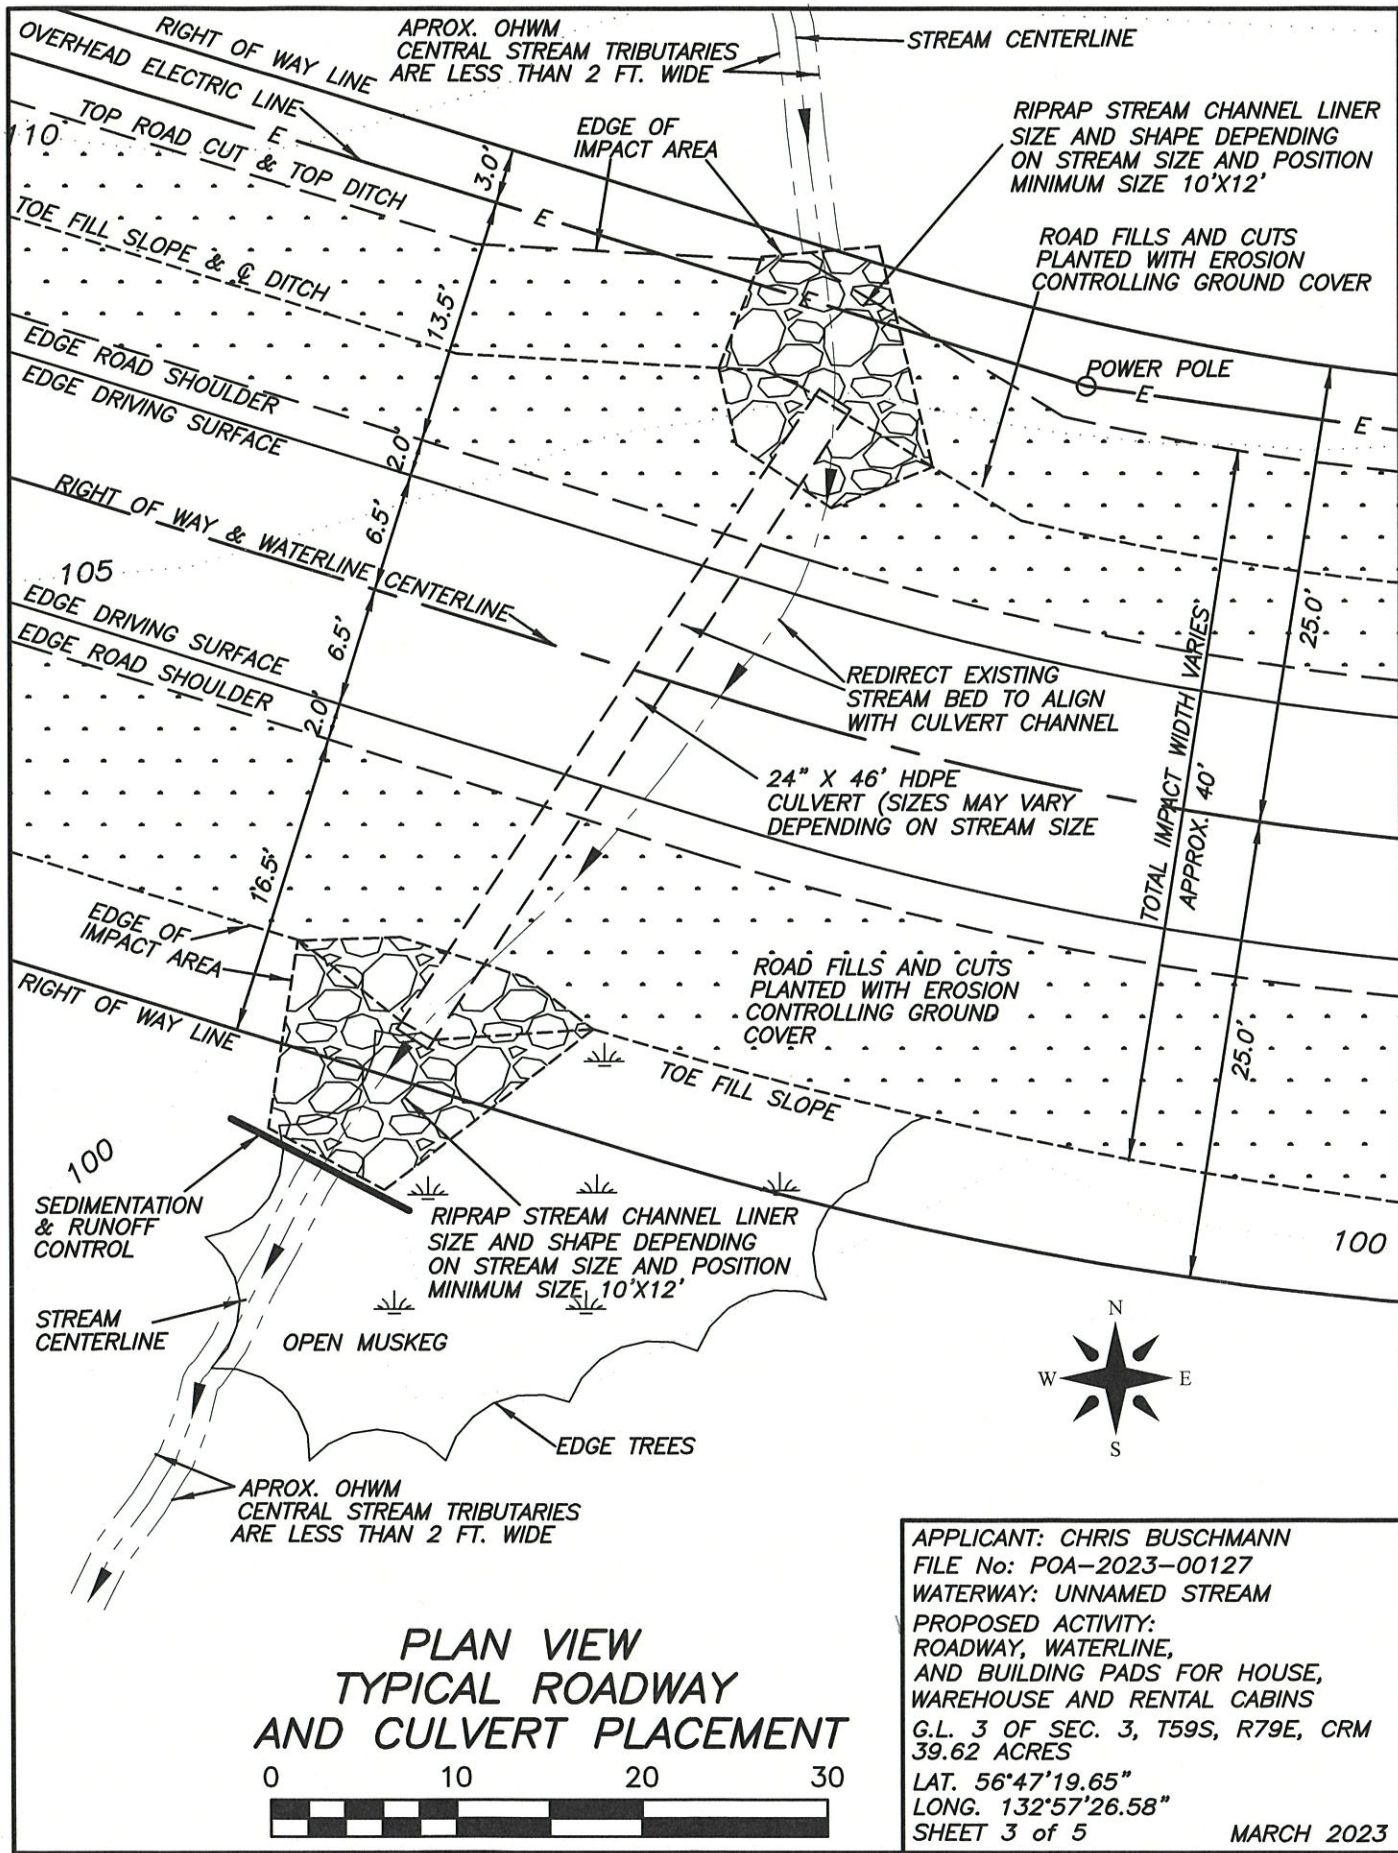 RIGHT OF WAY LINE
OVERHEAD ELECTRIC LINE
E
TOP ROAD CUT & TOP DITCH
110
TOE FILL SLOPE & ℄ DITCH
EDGE ROAD SHOULDER
EDGE DRIVING SURFACE
RIGHT OF WAY & WATERLINE CENTERLINE
105
EDGE DRIVING SURFACE
EDGE ROAD SHOULDER
APROX. OHWM
CENTRAL STREAM TRIBUTARIES
ARE LESS THAN 2 FT. WIDE
STREAM CENTERLINE
EDGE OF
IMPACT AREA
RIPRAP STREAM CHANNEL LINER
SIZE AND SHAPE DEPENDING
ON STREAM SIZE AND POSITION
MINIMUM SIZE 10'X12'
ROAD FILLS AND CUTS
PLANTED WITH EROSION
CONTROLLING GROUND COVER
E
E
POWER POLE
E
E
3.0'
13.5'
2.0'
6.5'
6.5'
2.0'
16.5'
25.0'
25.0'
TOTAL IMPACT WIDTH VARIES
APPROX. 40'
REDIRECT EXISTING
STREAM BED TO ALIGN
WITH CULVERT CHANNEL
24" X 46' HDPE
CULVERT (SIZES MAY VARY
DEPENDING ON STREAM SIZE
EDGE OF
IMPACT AREA
RIGHT OF WAY LINE
ROAD FILLS AND CUTS
PLANTED WITH EROSION
CONTROLLING GROUND
COVER
TOE FILL SLOPE
100
SEDIMENTATION
& RUNOFF
CONTROL
RIPRAP STREAM CHANNEL LINER
SIZE AND SHAPE DEPENDING
ON STREAM SIZE AND POSITION
MINIMUM SIZE 10'X12'
100
STREAM
CENTERLINE
OPEN MUSKEG
EDGE TREES
APROX. OHWM
CENTRAL STREAM TRIBUTARIES
ARE LESS THAN 2 FT. WIDE
N
W
E
S
PLAN VIEW
TYPICAL ROADWAY
AND CULVERT PLACEMENT
0 10 20 30
APPLICANT: CHRIS BUSCHMANN
FILE No: POA-2023-00127
WATERWAY: UNNAMED STREAM
PROPOSED ACTIVITY:
ROADWAY, WATERLINE,
AND BUILDING PADS FOR HOUSE,
WAREHOUSE AND RENTAL CABINS
G.L. 3 OF SEC. 3, T59S, R79E, CRM
39.62 ACRES
LAT. 56°47'19.65"
LONG. 132°57'26.58"
SHEET 3 of 5 MARCH 2023